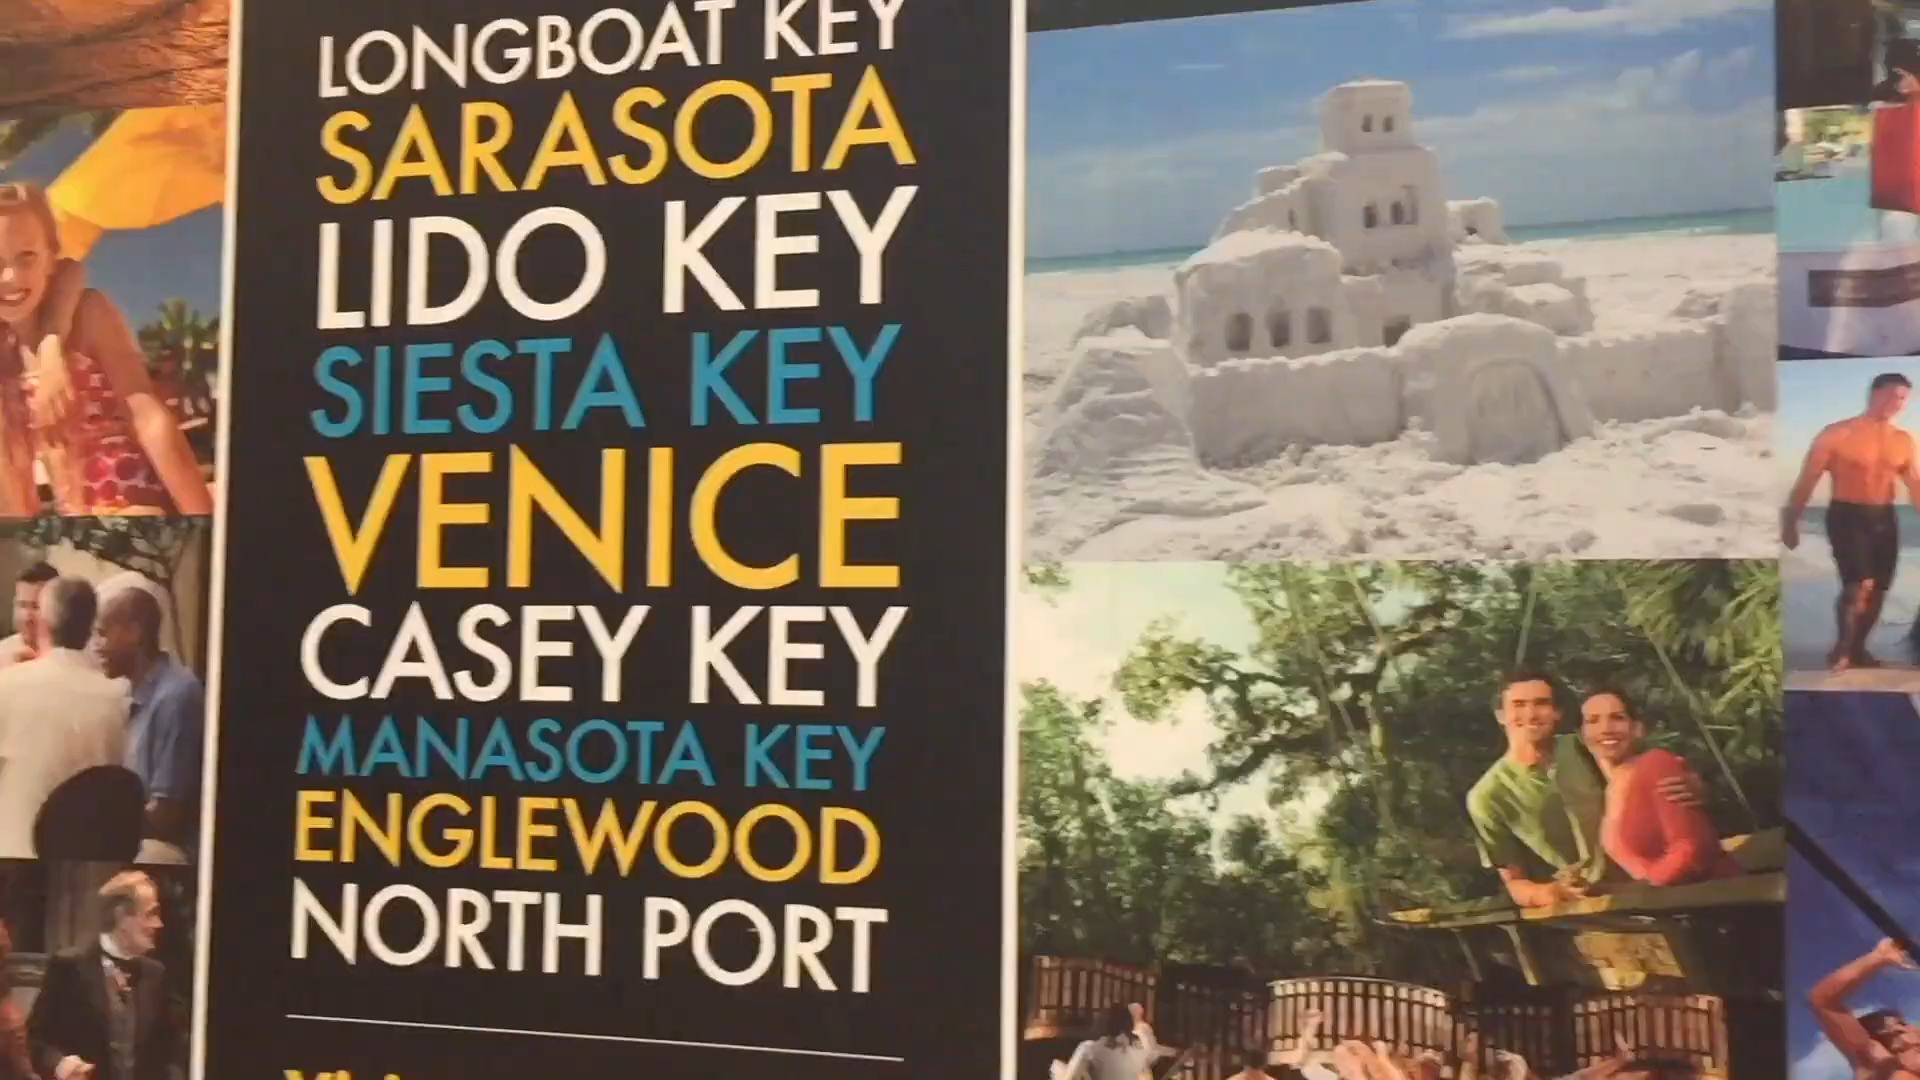 LONGBOAT KEY
SARASOTA
LIDO KEY
SIESTA KEY
VENICE
CASEY KEY
MANASOTA KEY
ENGLEWOOD
NORTH PORT